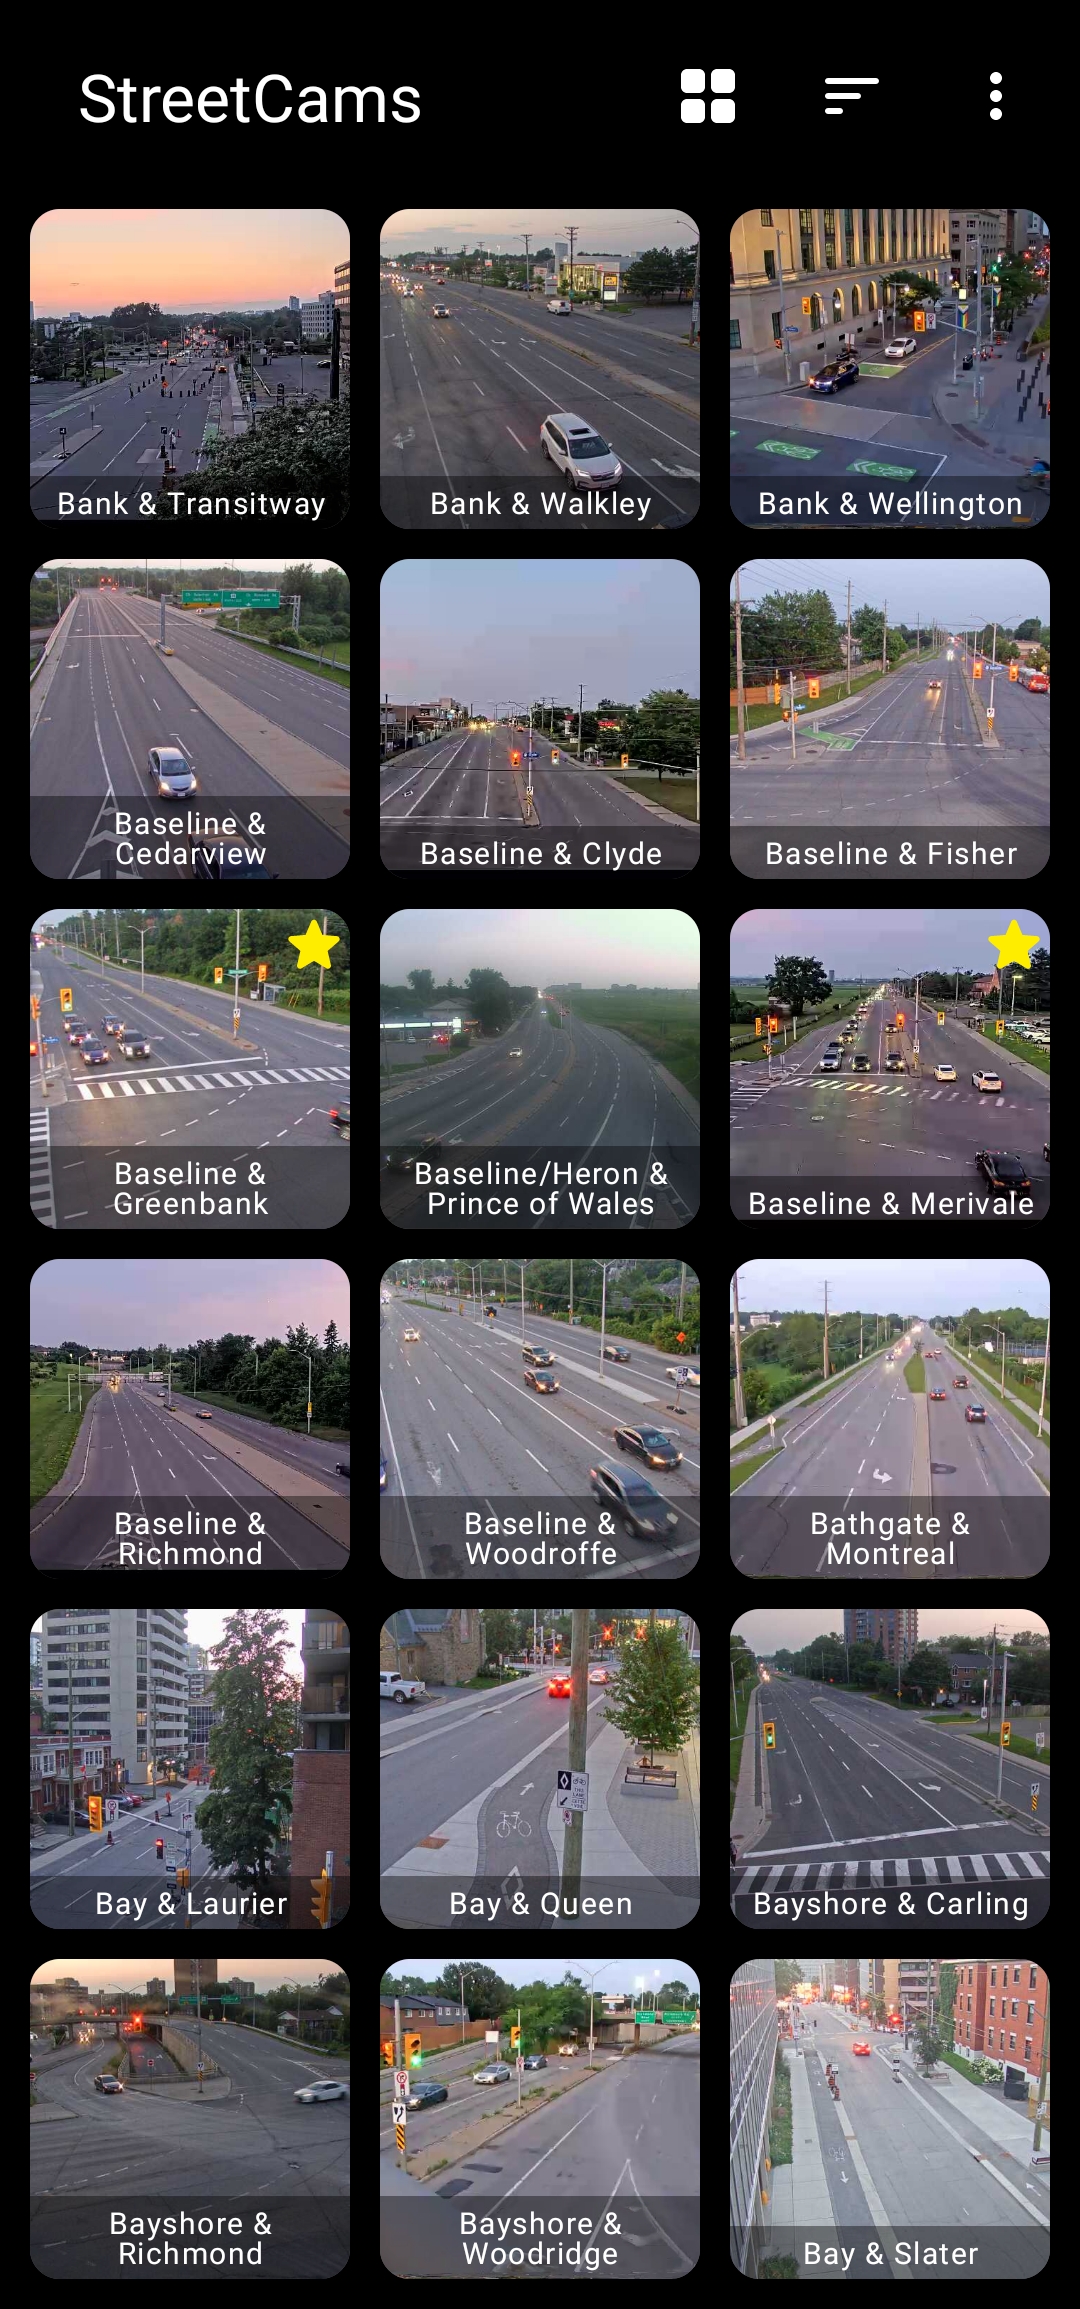 StreetCams
Bank & Transitway
Bank & Walkley
Bank & Wellington
Baseline &
Cedarview
Baseline & Clyde
Baseline & Fisher
Baseline &
Greenbank
Baseline/Heron &
Prince of Wales
Baseline & Merivale
Baseline &
Richmond
Baseline &
Woodroffe
Bathgate &
Montreal
Bay & Laurier
Bay & Queen
Bayshore & Carling
Bayshore &
Richmond
Bayshore &
Woodridge
Bay & Slater